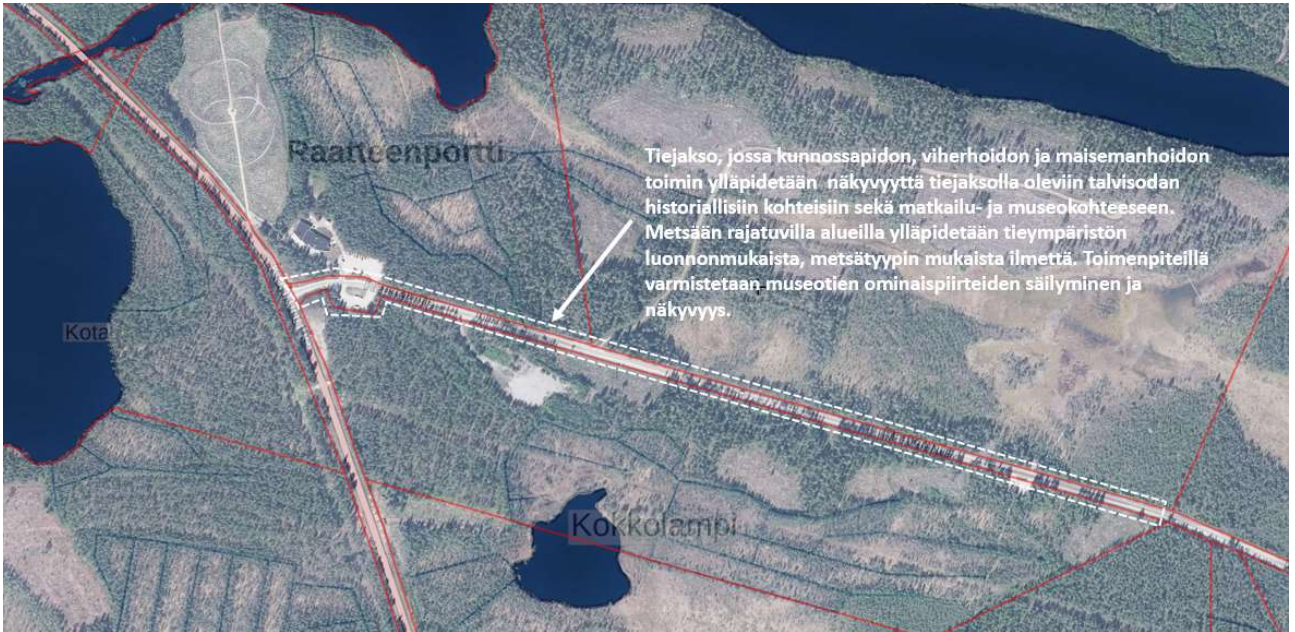 Raatteenportti
Tiejakso, jossa kunnossapidon, viherhoidon ja maisemanhoidon
toimin ylläpidetään näkyvyyttä tiejaksolla oleviin talvisodan
historiallisiin kohteisiin sekä matkailu- ja museokohteeseen.
Metsään rajatuvilla alueilla ylläpidetään tieympäristön
luonnonmukaista, metsätyypin mukaista ilmettä. Toimenpiteillä
varmistetaan museotien ominaispiirteiden säilyminen ja
näkyvyys.
Kota
Kokkolampi